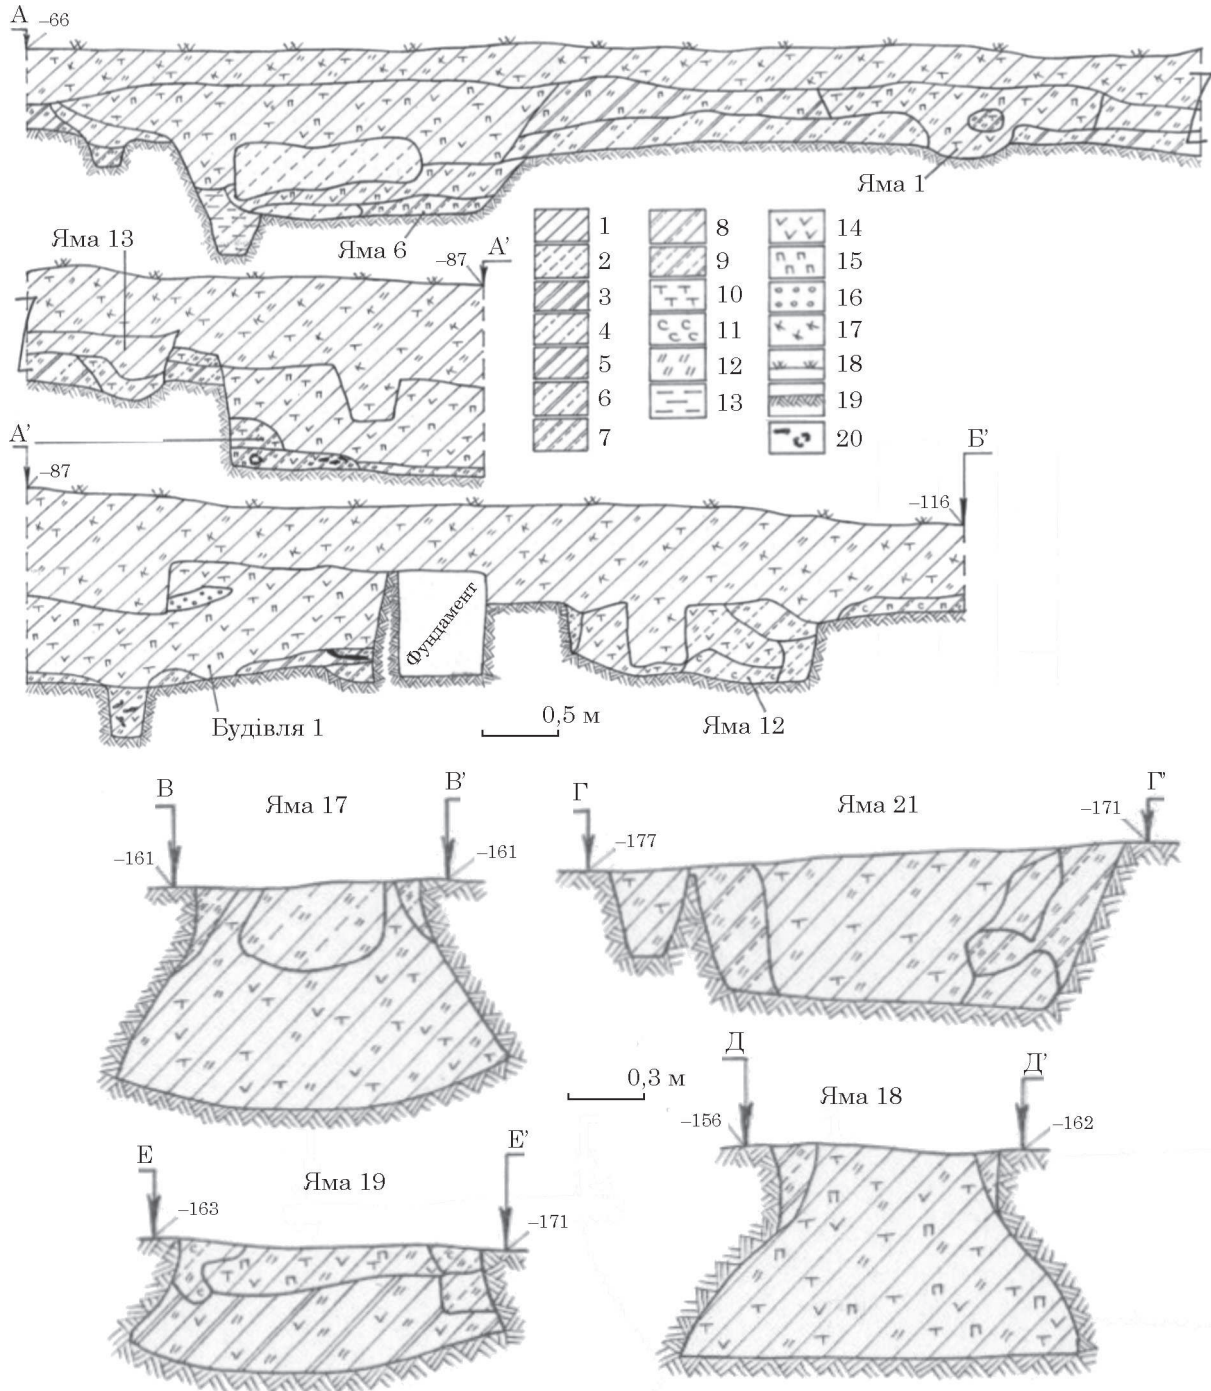 А
–66
Яма 1
Яма 13
Яма 6
–87
А’
1
2
3
4
5
6
7
8
9
10
11
12
13
14
15
16
17
18
19
20
А’
–87
Б’
–116
Фундамент
Будівля 1
0,5 м
Яма 12
В
В’
Яма 17
–161
–161
Г
Г’
Яма 21
–177
–171
0,3 м
Д
Д’
Яма 18
–156
–162
Е
Е’
Яма 19
–163
–171